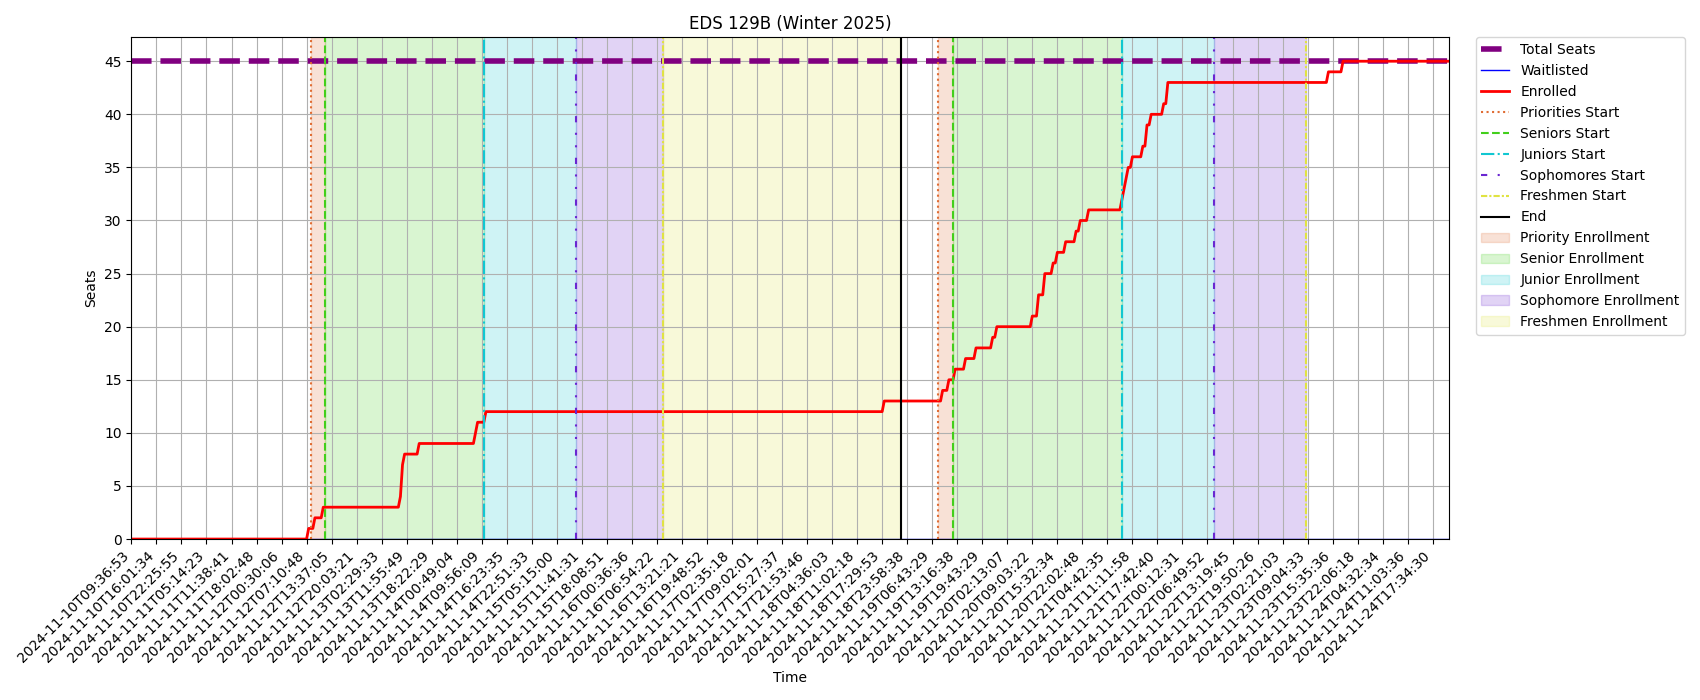 EDS 129B (Winter 2025)
Seats
45
40
35
30
25
20
15
10
5
0
2024-11-10T09:36:53
2024-11-10T16:01:34
2024-11-10T22:25:55
2024-11-11T05:14:23
2024-11-11T11:38:41
2024-11-11T18:02:48
2024-11-12T00:30:06
2024-11-12T07:10:48
2024-11-12T13:37:05
2024-11-12T20:03:21
2024-11-13T02:29:33
2024-11-13T11:55:49
2024-11-13T18:22:29
2024-11-14T00:49:04
2024-11-14T09:56:09
2024-11-14T16:23:35
2024-11-14T22:51:33
2024-11-15T05:15:00
2024-11-15T11:41:31
2024-11-15T18:08:51
2024-11-16T00:36:36
2024-11-16T06:54:22
2024-11-16T13:21:21
2024-11-16T19:48:52
2024-11-17T02:35:18
2024-11-17T09:02:01
2024-11-17T15:27:37
2024-11-17T21:53:46
2024-11-18T04:36:03
2024-11-18T11:02:18
2024-11-18T17:29:53
2024-11-18T23:58:38
2024-11-19T06:43:29
2024-11-19T13:16:38
2024-11-19T19:43:29
2024-11-20T02:13:07
2024-11-20T09:03:22
2024-11-20T15:32:34
2024-11-20T22:02:48
2024-11-21T04:42:35
2024-11-21T11:11:58
2024-11-21T17:42:40
2024-11-22T00:12:31
2024-11-22T06:49:52
2024-11-22T13:19:45
2024-11-22T19:50:26
2024-11-23T02:21:03
2024-11-23T09:04:33
2024-11-23T15:35:36
2024-11-23T22:06:18
2024-11-24T04:32:34
2024-11-24T11:03:36
2024-11-24T17:34:30
Time
Total Seats
Waitlisted
Enrolled
Priorities Start
Seniors Start
Juniors Start
Sophomores Start
Freshmen Start
End
Priority Enrollment
Senior Enrollment
Junior Enrollment
Sophomore Enrollment
Freshmen Enrollment